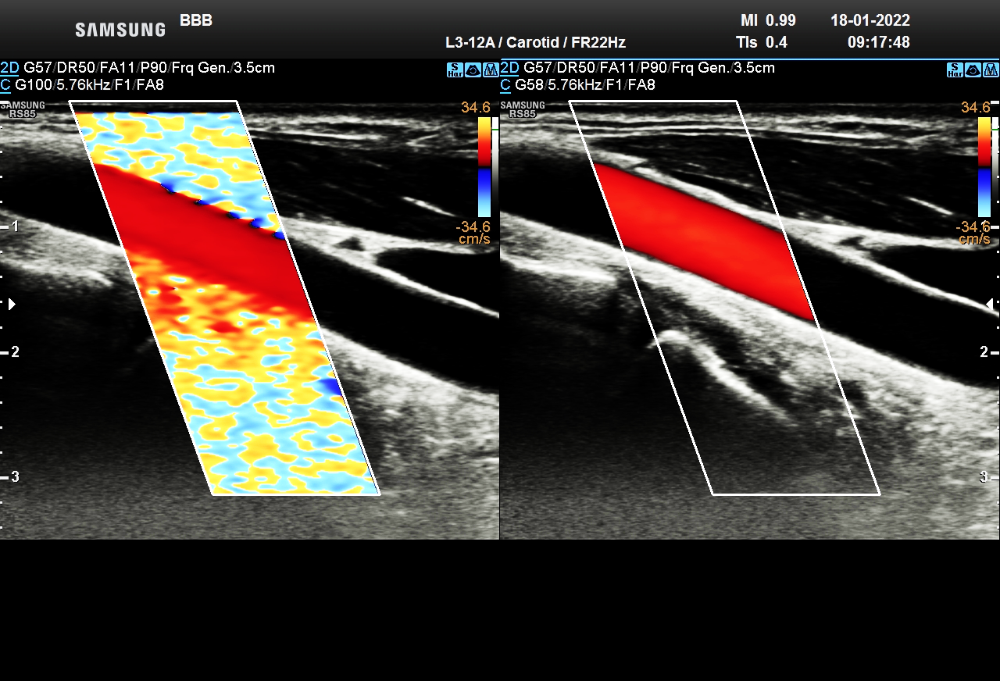 SAMSUNG
BBB
MI 0.99 18-01-2022
L3-12A / Carotid / FR22Hz TIs 0.4 09:17:48
2D G57/DR50/FA11/P90/Frq Gen./3.5cm
C G100/5.76kHz/F1/FA8
S
Har
M
SAMSUNG
RS85
34.6
-34.6
cm/s
1
2
3
2D G57/DR50/FA11/P90/Frq Gen./3.5cm
C G58/5.76kHz/F1/FA8
S
Har
M
SAMSUNG
RS85
34.6
-34.6
cm/s
1
2
3